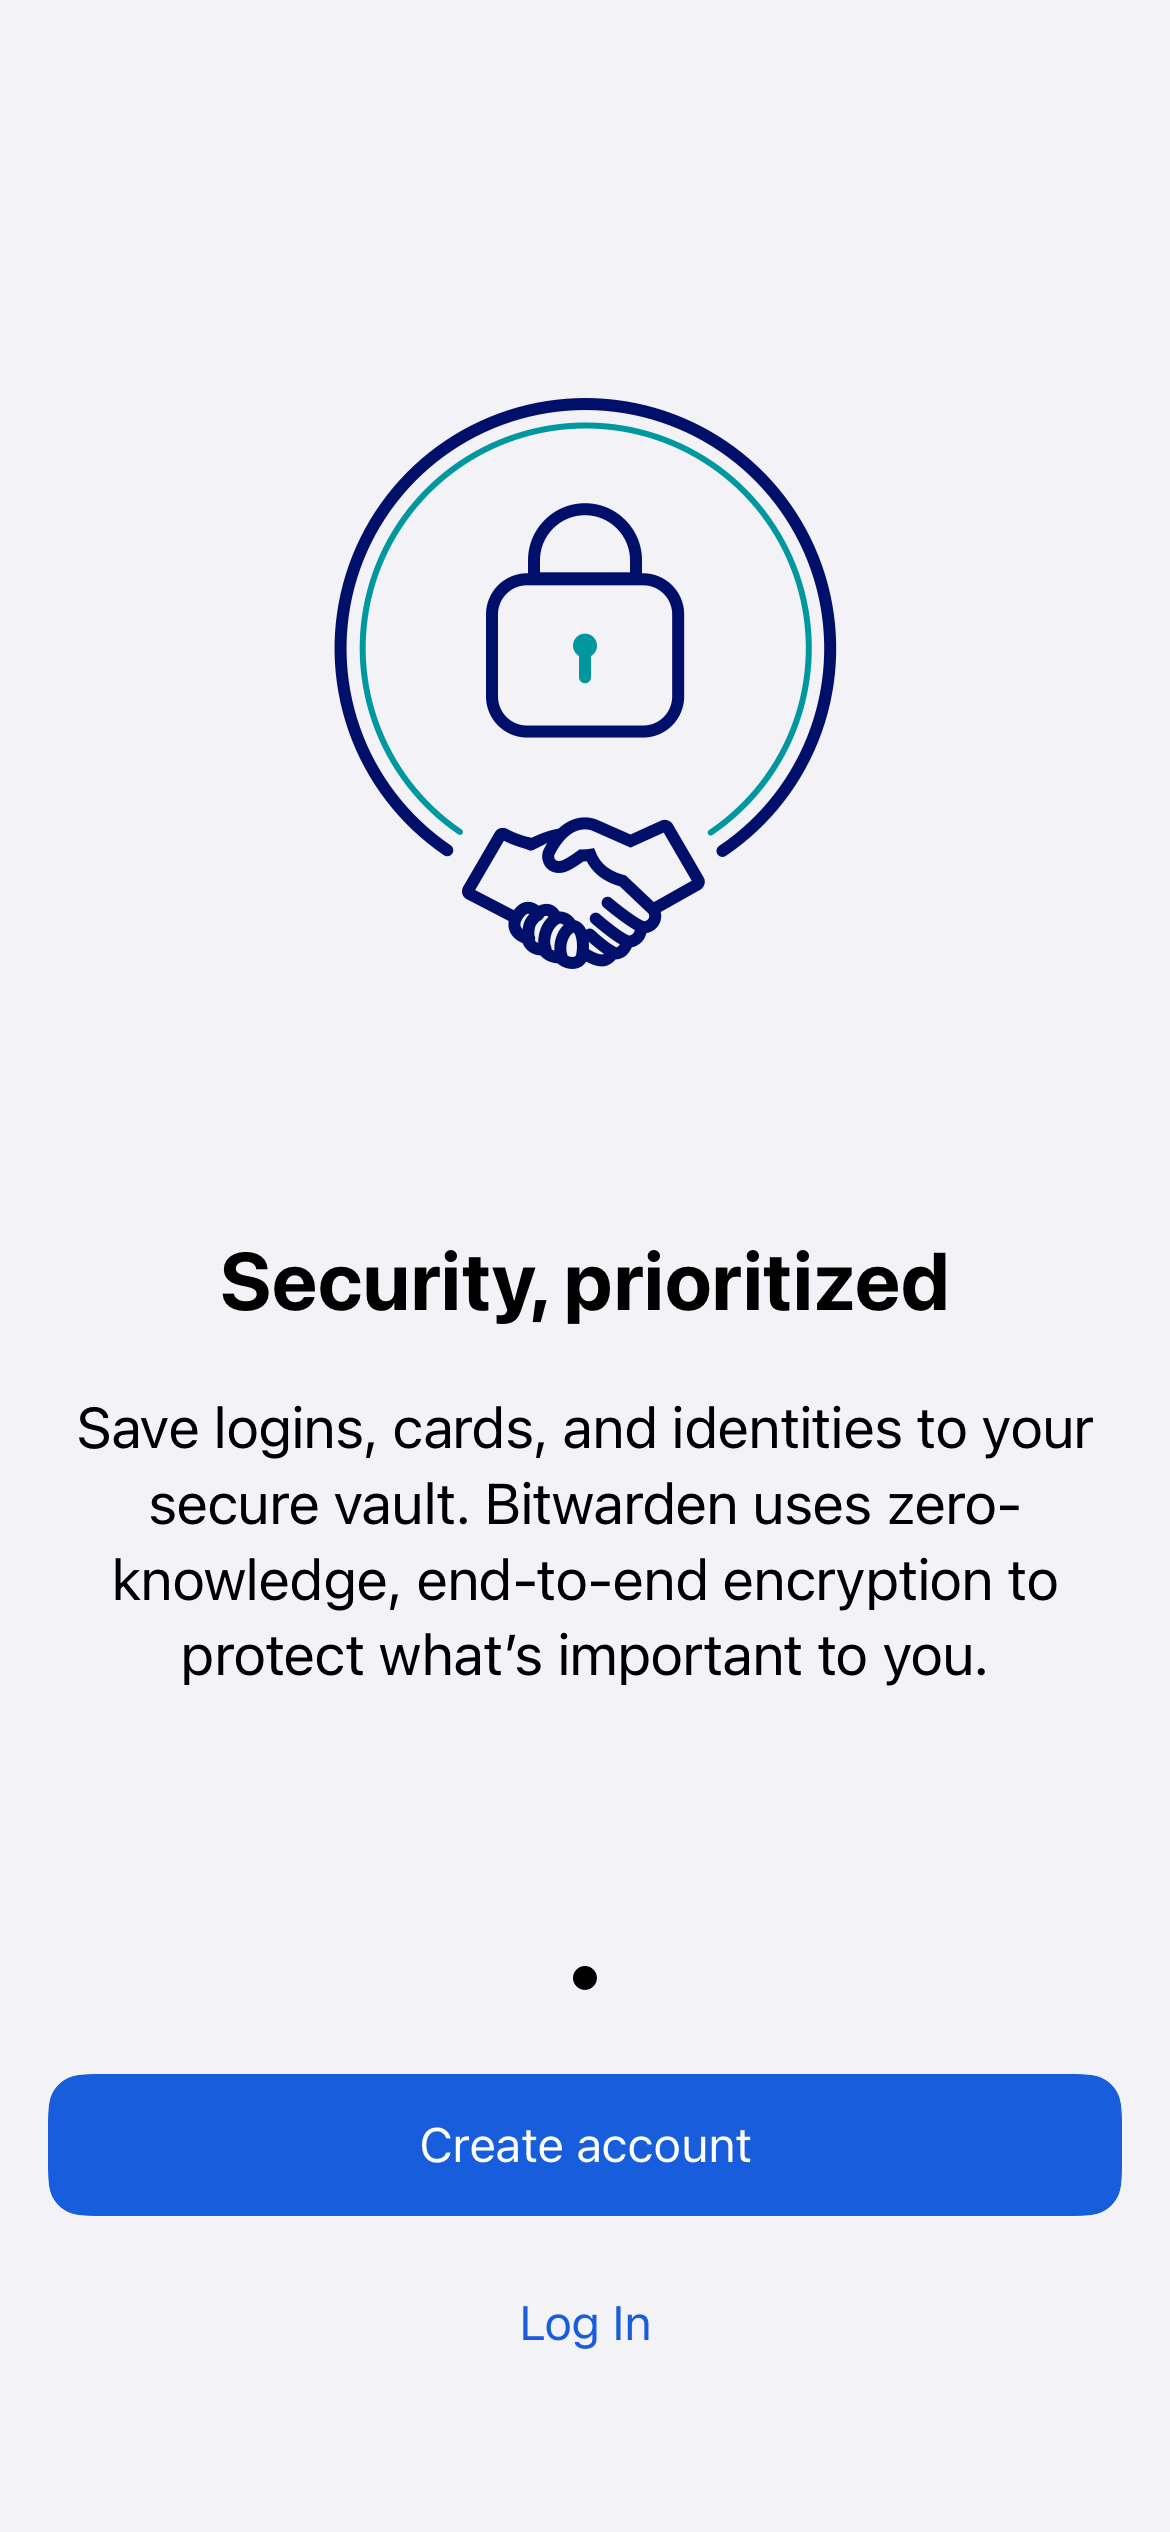 Security, prioritized
Save logins, cards, and identities to your
secure vault. Bitwarden uses zero-
knowledge, end-to-end encryption to
protect what’s important to you.
Create account
Log In